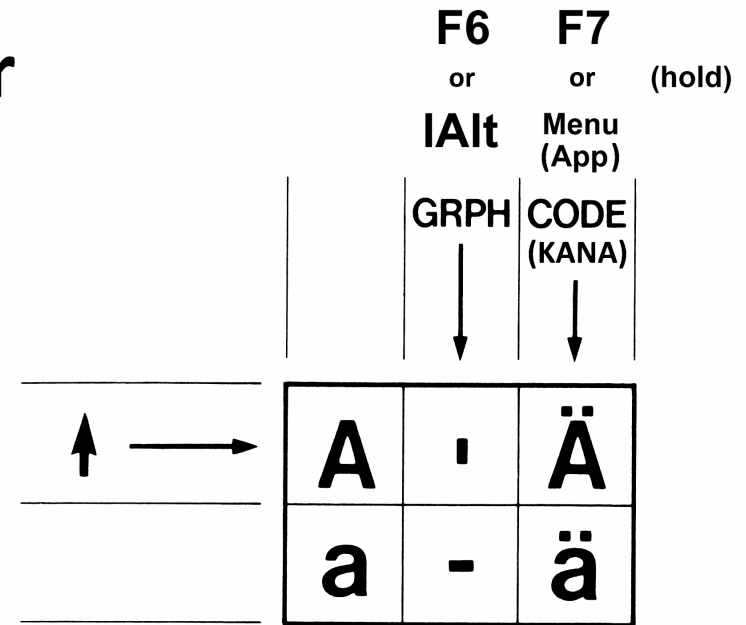 r
F6 F7
or or (hold)
lAlt Menu
(App)
GRPH CODE
(KANA)
A ╹ Ä
a - ä